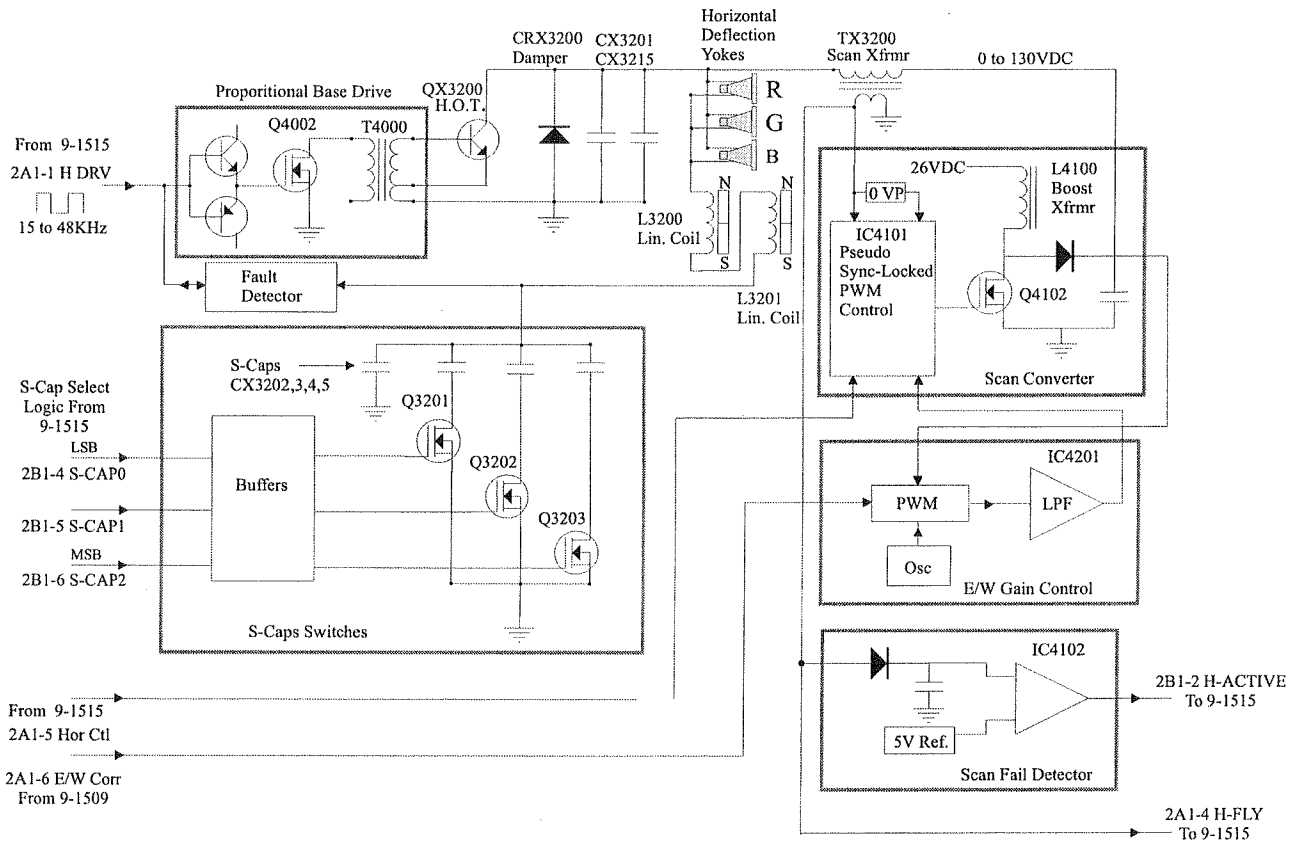 Horizontal
Deflection
Yokes
CRX3200
Damper
CX3201
CX3215
TX3200
Scan Xfrmr
0 to 130VDC
Proporitional Base Drive
QX3200
H.O.T.
R
G
B
Q4002
T4000
From 9-1515
2A1-1 H DRV
15 to 48KHz
26VDC
L4100
Boost
Xfrmr
0 VP
N
N
L3200
Lin. Coil
S
S
L3201
Lin. Coil
IC4101
Pseudo
Sync-Locked
PWM
Control
Q4102
Scan Converter
Fault
Detector
S-Caps
CX3202,3,4,5
S-Cap Select
Logic From
9-1515
LSB
2B1-4 S-CAP0
2B1-5 S-CAP1
MSB
2B1-6 S-CAP2
Buffers
Q3201
Q3202
Q3203
S-Caps Switches
IC4201
PWM
LPF
Osc
E/W Gain Control
IC4102
5V Ref.
Scan Fail Detector
2B1-2 H-ACTIVE
To 9-1515
From 9-1515
2A1-5 Hor Ctl
2A1-6 E/W Corr
From 9-1509
2A1-4 H-FLY
To 9-1515